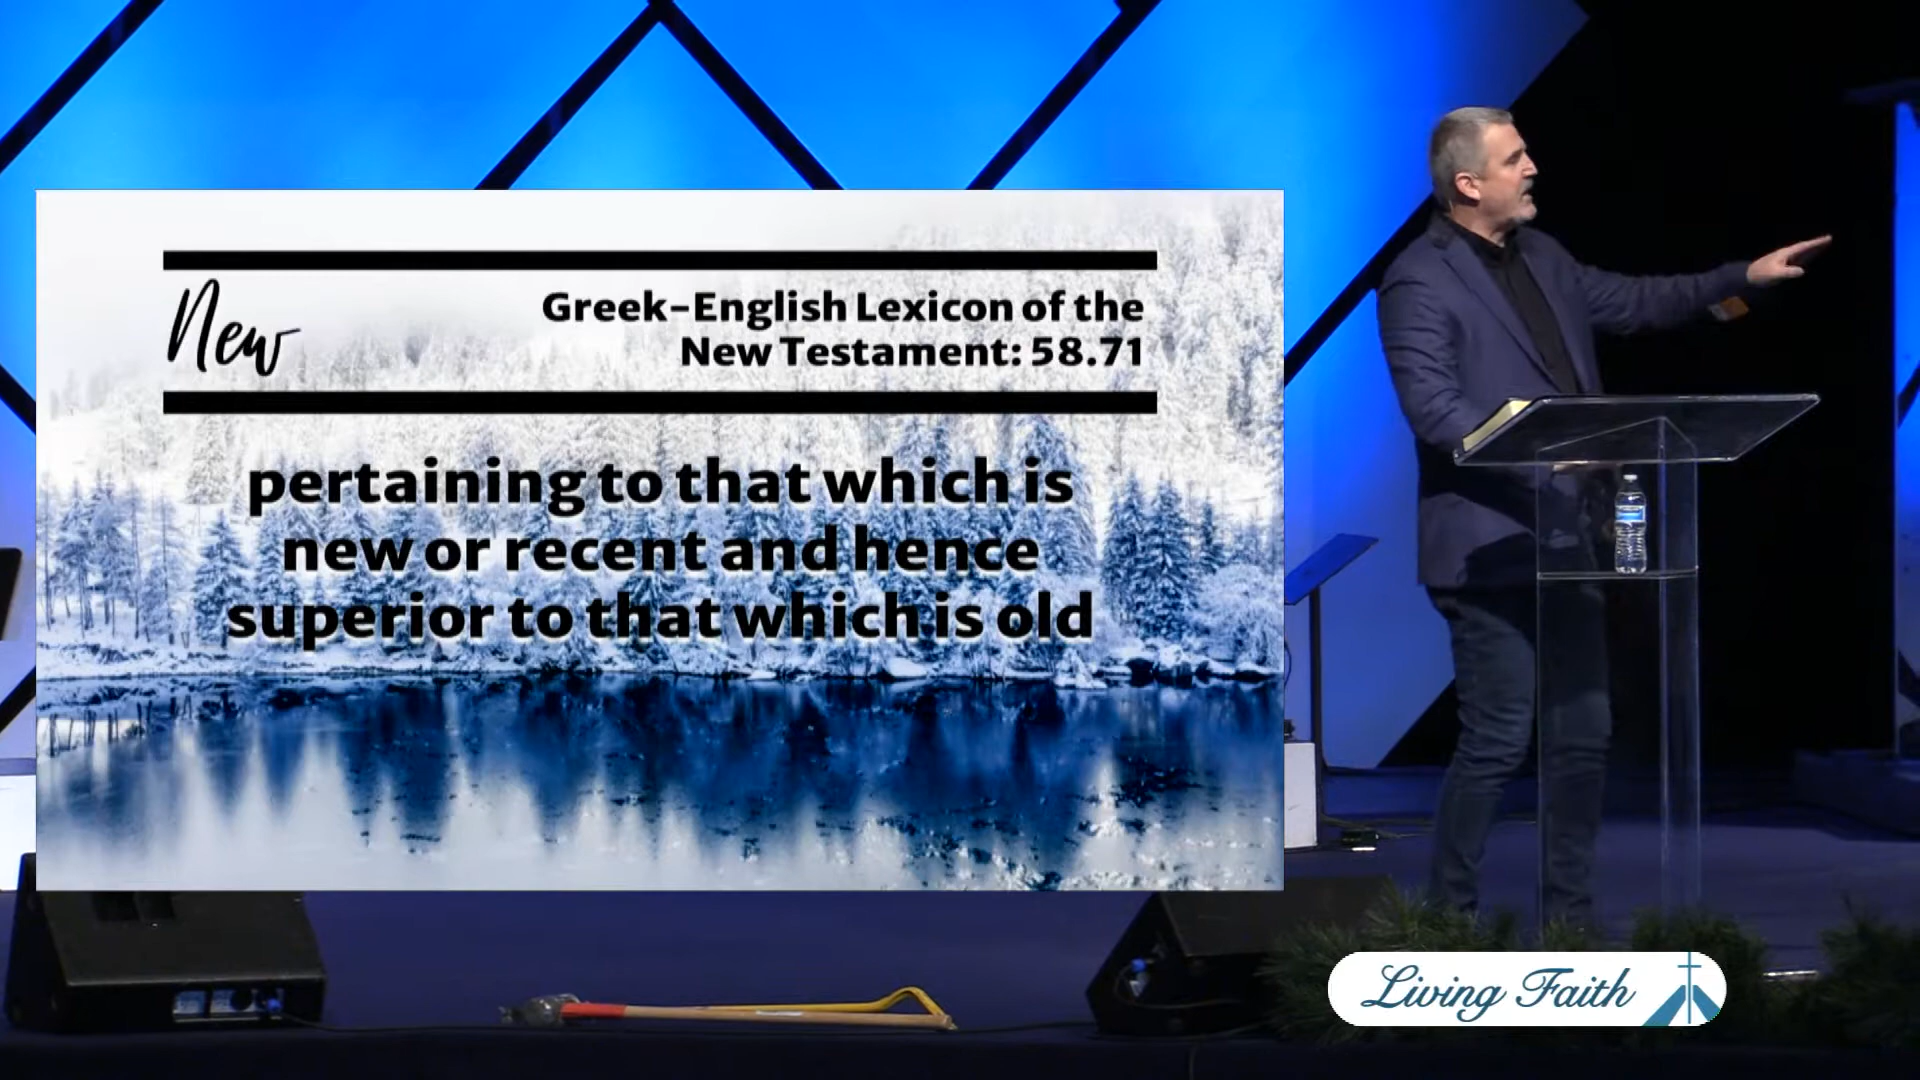 New
Greek-English Lexicon of the
New Testament: 58.71
pertaining to that which is
new or recent and hence
superior to that which is old
Living Faith